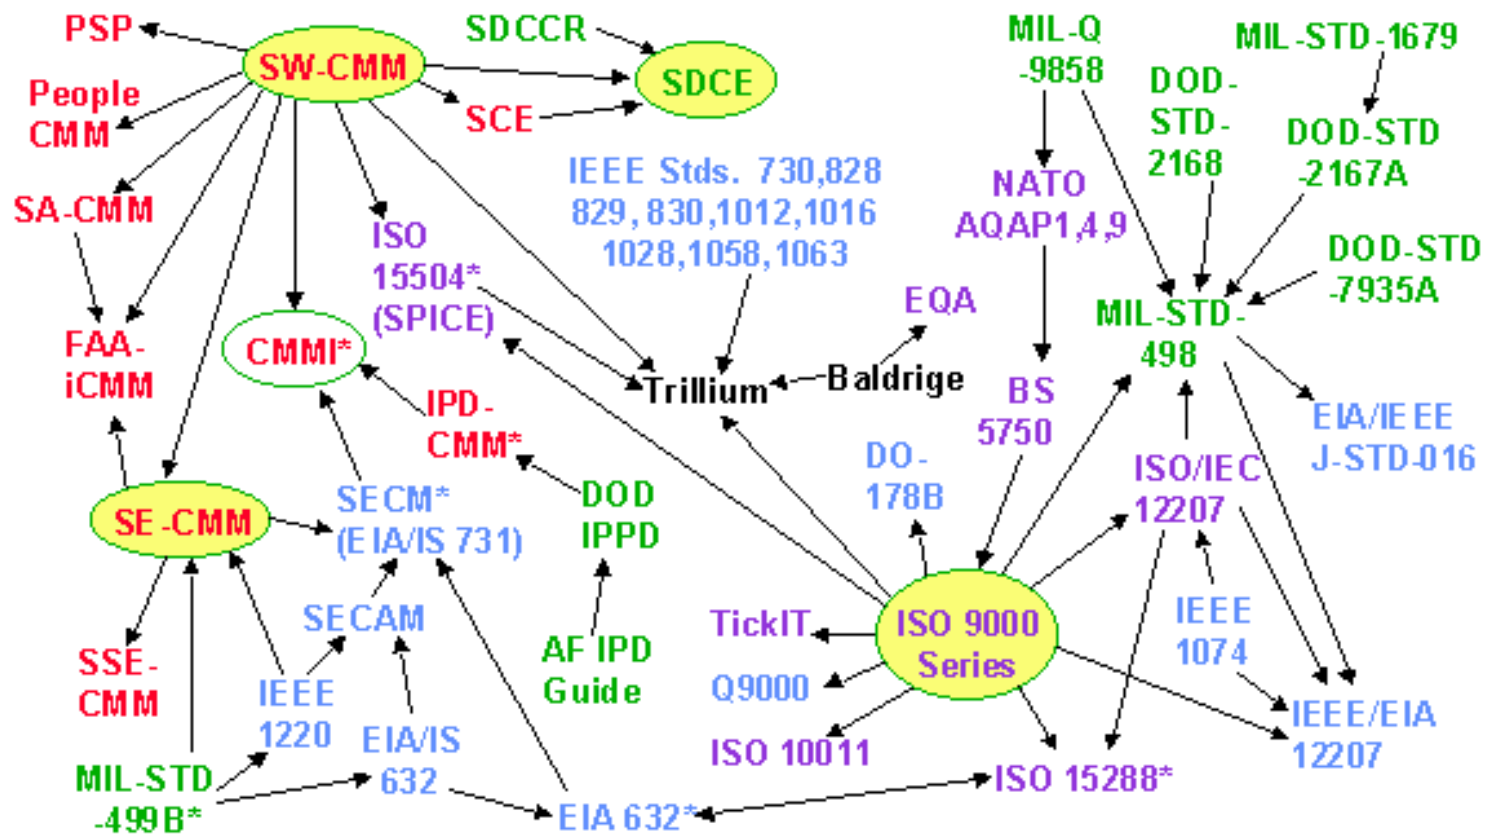 PSP
SW-CMM
SDCCR
SDCE
SCE
People
CMM
SA-CMM
MIL-Q
-9858
MIL-STD-1679
DOD-
STD-
2168
DOD-STD
-2167A
IEEE Stds. 730,828
829, 830,1012,1016
1028,1058,1063
NATO
AQAP1,4,9
ISO
15504*
(SPICE)
DOD-STD
-7935A
EQA
MIL-STD-
498
FAA-
iCMM
CMMI*
Trillium
Baldrige
BS
5750
IPD-
CMM*
EIA/IEEE
J-STD-016
DO-
178B
ISO/IEC
12207
SE-CMM
SECM*
(EIA/IS 731)
DOD
IPPD
SECAM
TickIT
ISO 9000
Series
IEEE
1074
SSE-
CMM
IEEE
1220
AF IPD
Guide
Q9000
EIA/IS
632
ISO 10011
IEEE/EIA
12207
MIL-STD
-499B*
EIA 632*
ISO 15288*